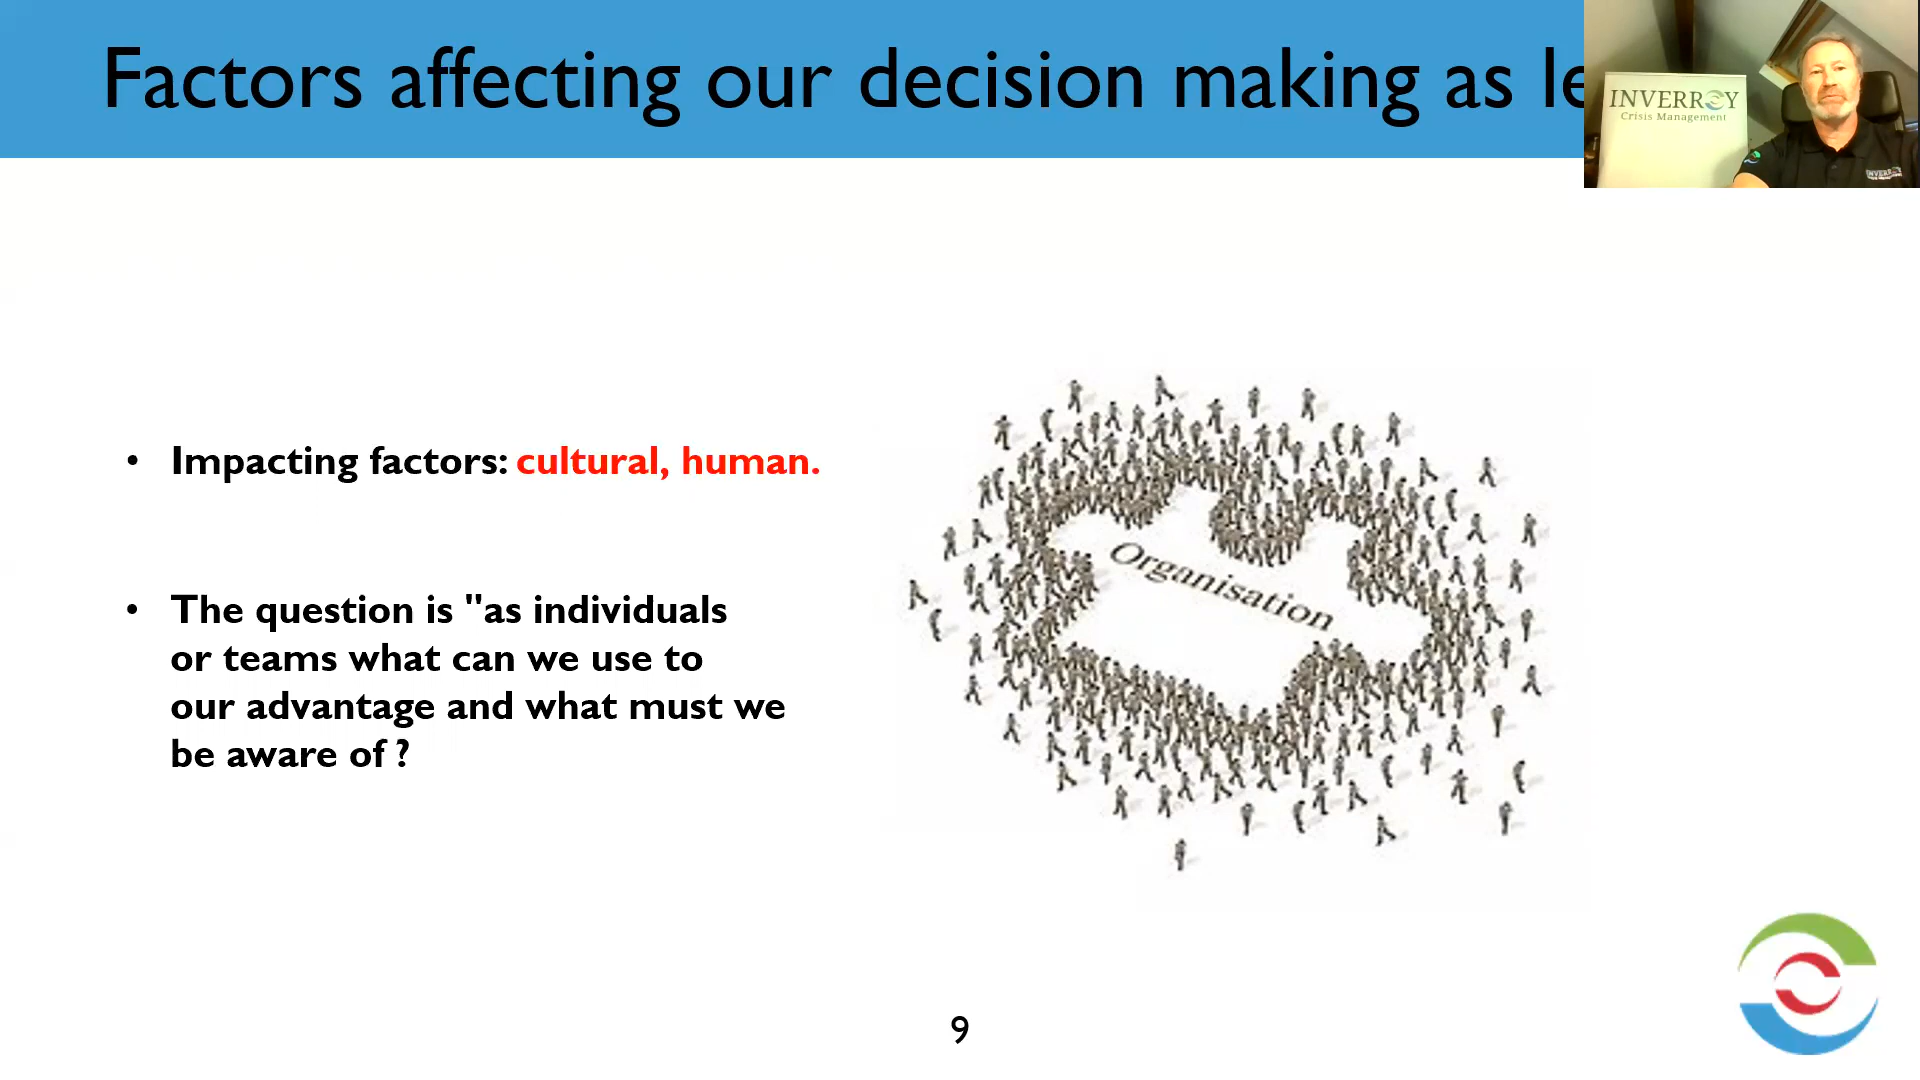 Factors affecting our decision making as le
INVERROY
Crisis Management
• Impacting factors: cultural, human.
• The question is "as individuals
or teams what can we use to
our advantage and what must we
be aware of ?
Organisation
9